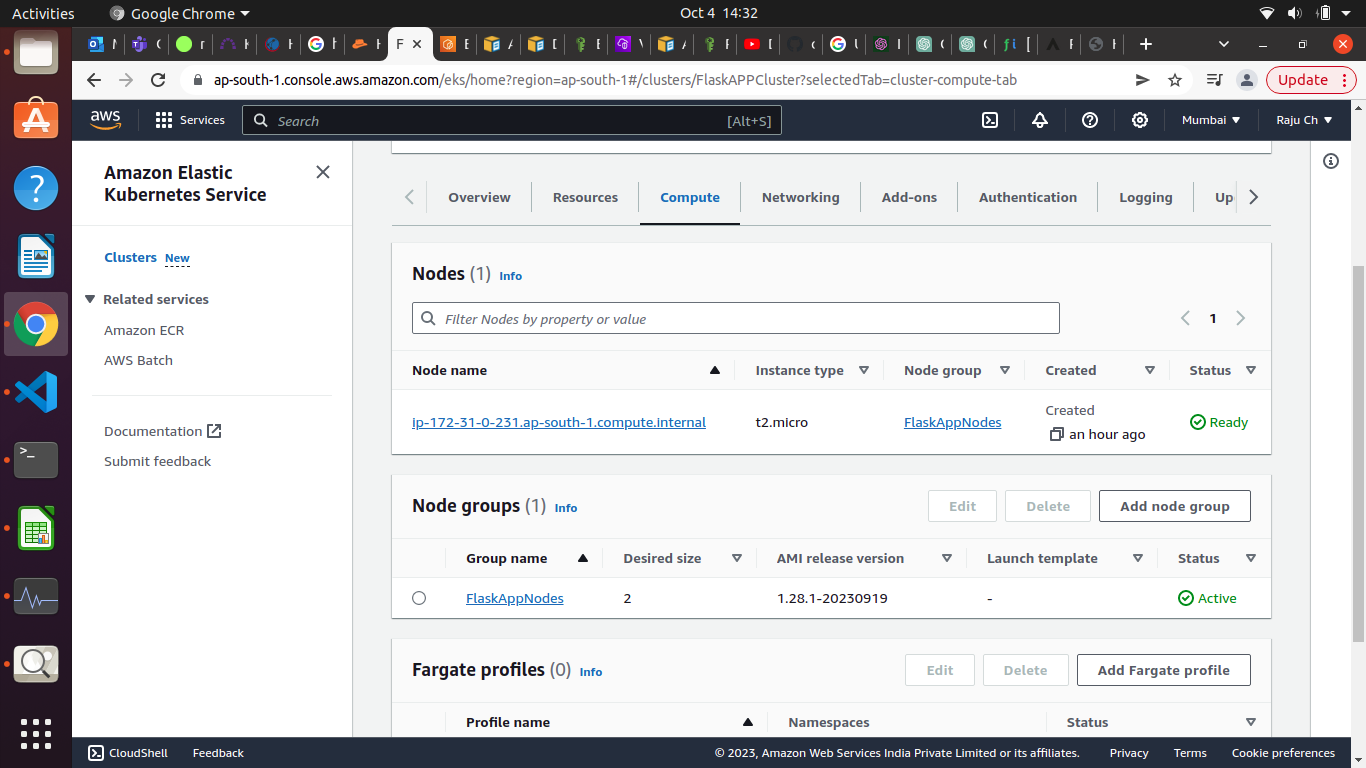 Activities
Google Chrome
Oct 4 14:32
ap-south-1.console.aws.amazon.com/eks/home?region=ap-south-1#/clusters/FlaskAPPCluster?selectedTab=cluster-compute-tab
Update
aws
Services
Search
[Alt+S]
Mumbai
Raju Ch
Amazon Elastic
Kubernetes Service
Clusters New
Related services
Amazon ECR
AWS Batch
Documentation
Submit feedback
Overview
Resources
Compute
Networking
Add-ons
Authentication
Logging
Up
Nodes (1) Info
Filter Nodes by property or value
1
Node name
Instance type
Node group
Created
Status
ip-172-31-0-231.ap-south-1.compute.internal
t2.micro
FlaskAppNodes
Created
an hour ago
Ready
Node groups (1) Info
Edit
Delete
Add node group
Group name
Desired size
AMI release version
Launch template
Status
FlaskAppNodes
2
1.28.1-20230919
-
Active
Fargate profiles (0) Info
Edit
Delete
Add Fargate profile
Profile name
Namespaces
Status
CloudShell
Feedback
© 2023, Amazon Web Services India Private Limited or its affiliates.
Privacy
Terms
Cookie preferences